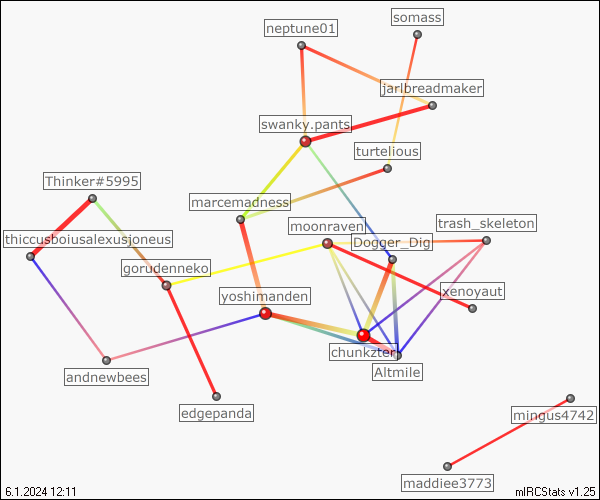 somass
neptune01
jarlbreadmaker
swanky.pants
turtelious
Thinker#5995
marcemadness
trash_skeleton
moonraven
thiccusboiusalexusjoneus
Dogger_Dig
gorudenneko
xenoyaut
yoshimanden
chunkzter
Altmile
andnewbees
edgepanda
mingus4742
maddiee3773
6.1.2024 12:11
mIRCStats v1.25